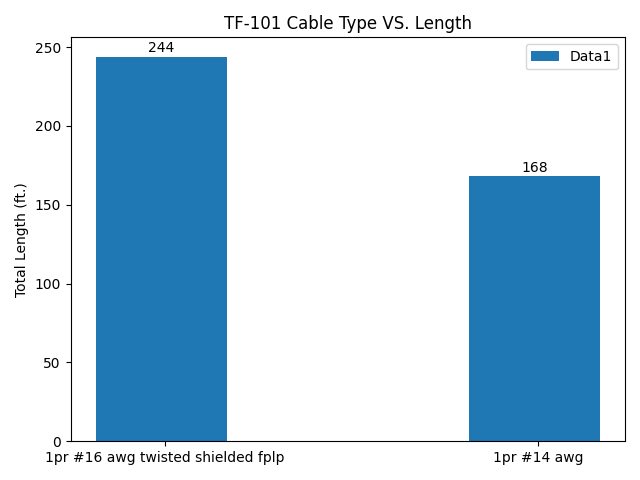 TF-101 Cable Type VS. Length
Data1
244
168
250
200
150
100
50
0
Total Length (ft.)
1pr #16 awg twisted shielded fplp
1pr #14 awg